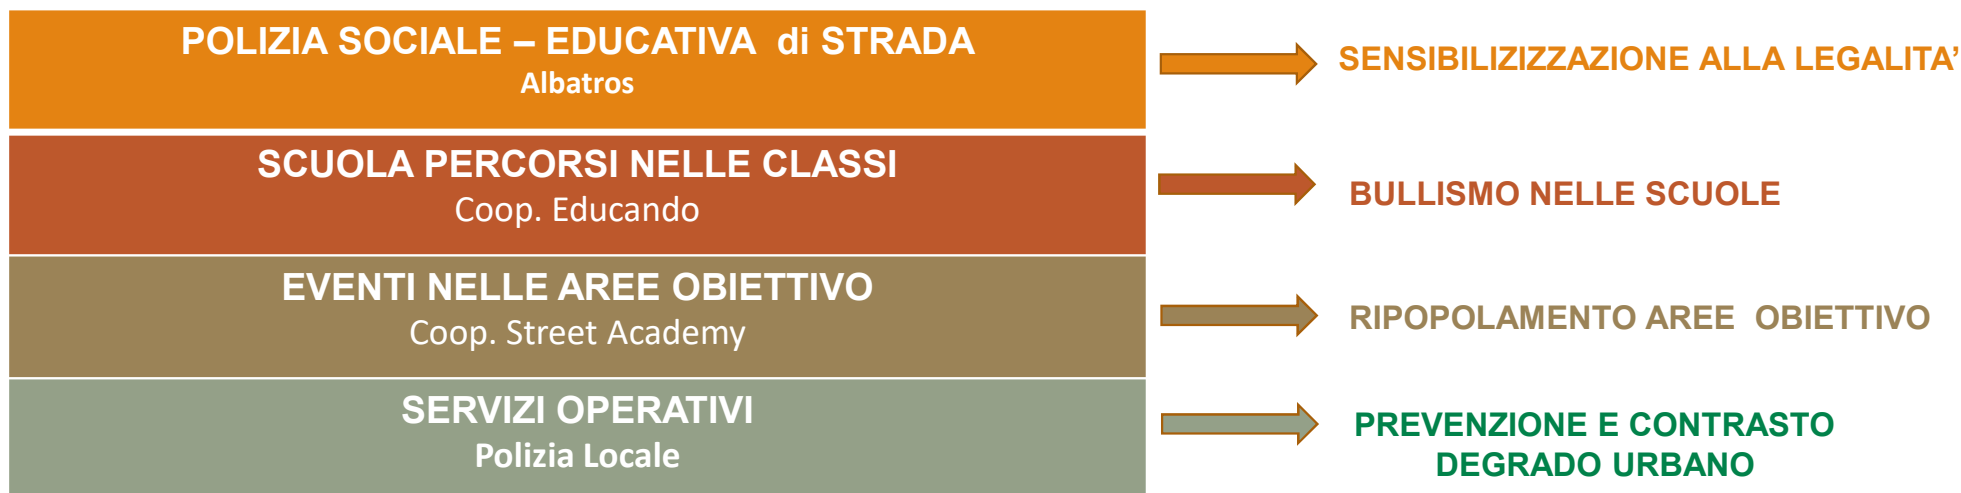 POLIZIA SOCIALE – EDUCATIVA di STRADA
Albatros
SENSIBILIZIZZAZIONE ALLA LEGALITA’
SCUOLA PERCORSI NELLE CLASSI
Coop. Educando
BULLISMO NELLE SCUOLE
EVENTI NELLE AREE OBIETTIVO
Coop. Street Academy
RIPOPOLAMENTO AREE OBIETTIVO
SERVIZI OPERATIVI
Polizia Locale
PREVENZIONE E CONTRASTO
DEGRADO URBANO